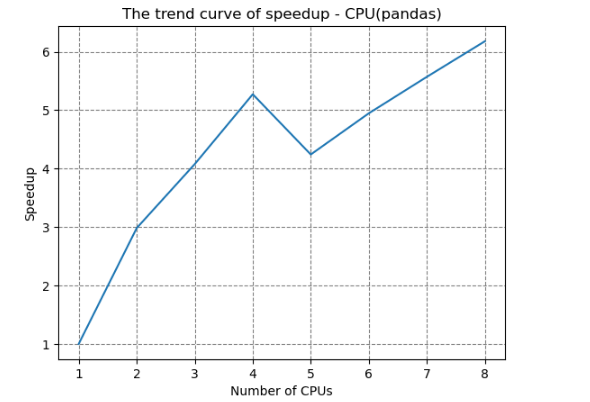 The trend curve of speedup - CPU(pandas)
6
5
4
3
2
1
Speedup
1 2 3 4 5 6 7 8
Number of CPUs